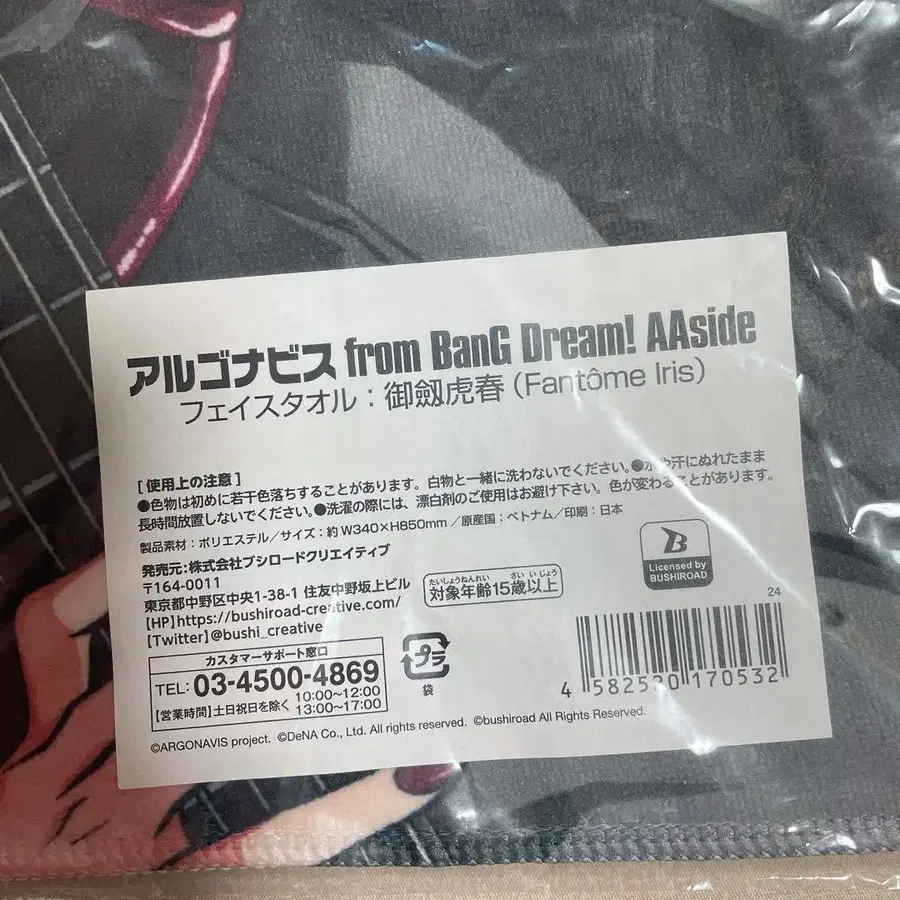 アルゴナビス from BanG Dream! AAside
フェイスタオル：御劔虎春 (Fantôme Iris)
[使用上の注意]
●色物は初めに若干色落ちすることがあります。白物と一緒に洗わないでください。●水や汗にぬれたまま
長時間放置しないでください。●洗濯の際には、漂白剤のご使用はお避け下さい。色が変わることがあります。
製品素材：ポリエステル／サイズ：約 W340×H850mm／原産国：ベトナム／印刷：日本
発売元：株式会社ブシロードクリエイティブ
〒164-0011
東京都中野区中央1-38-1 住友中野坂上ビル
【HP】https://bushiroad-creative.com/
【Twitter】@bushi_creative
たいしょうねんれい さい いじょう
対象年齢15歳以上
B
Licensed by
BUSHIROAD
カスタマーサポート窓口
TEL: 03-4500-4869
【営業時間】土日祝日を除く 10:00〜12:00
13:00〜17:00
プラ
袋
24
4 582520 170532
©ARGONAVIS project. ©DeNA Co., Ltd. All rights reserved. ©bushiroad All Rights Reserved.